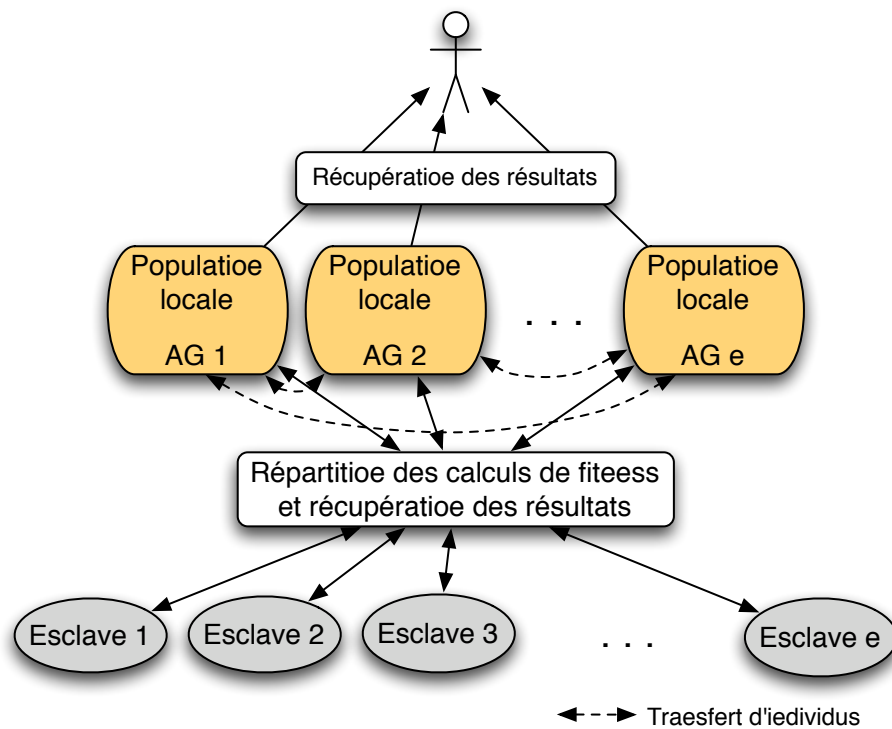 Récupératioe des résultats
Populatioe
locale
AG 1
Populatioe
locale
AG 2
. . .
Populatioe
locale
AG e
Répartitioe des calculs de fiteess
et récupératioe des résultats
Esclave 1
Esclave 2
Esclave 3
. . .
Esclave e
Traesfert d'iedividus